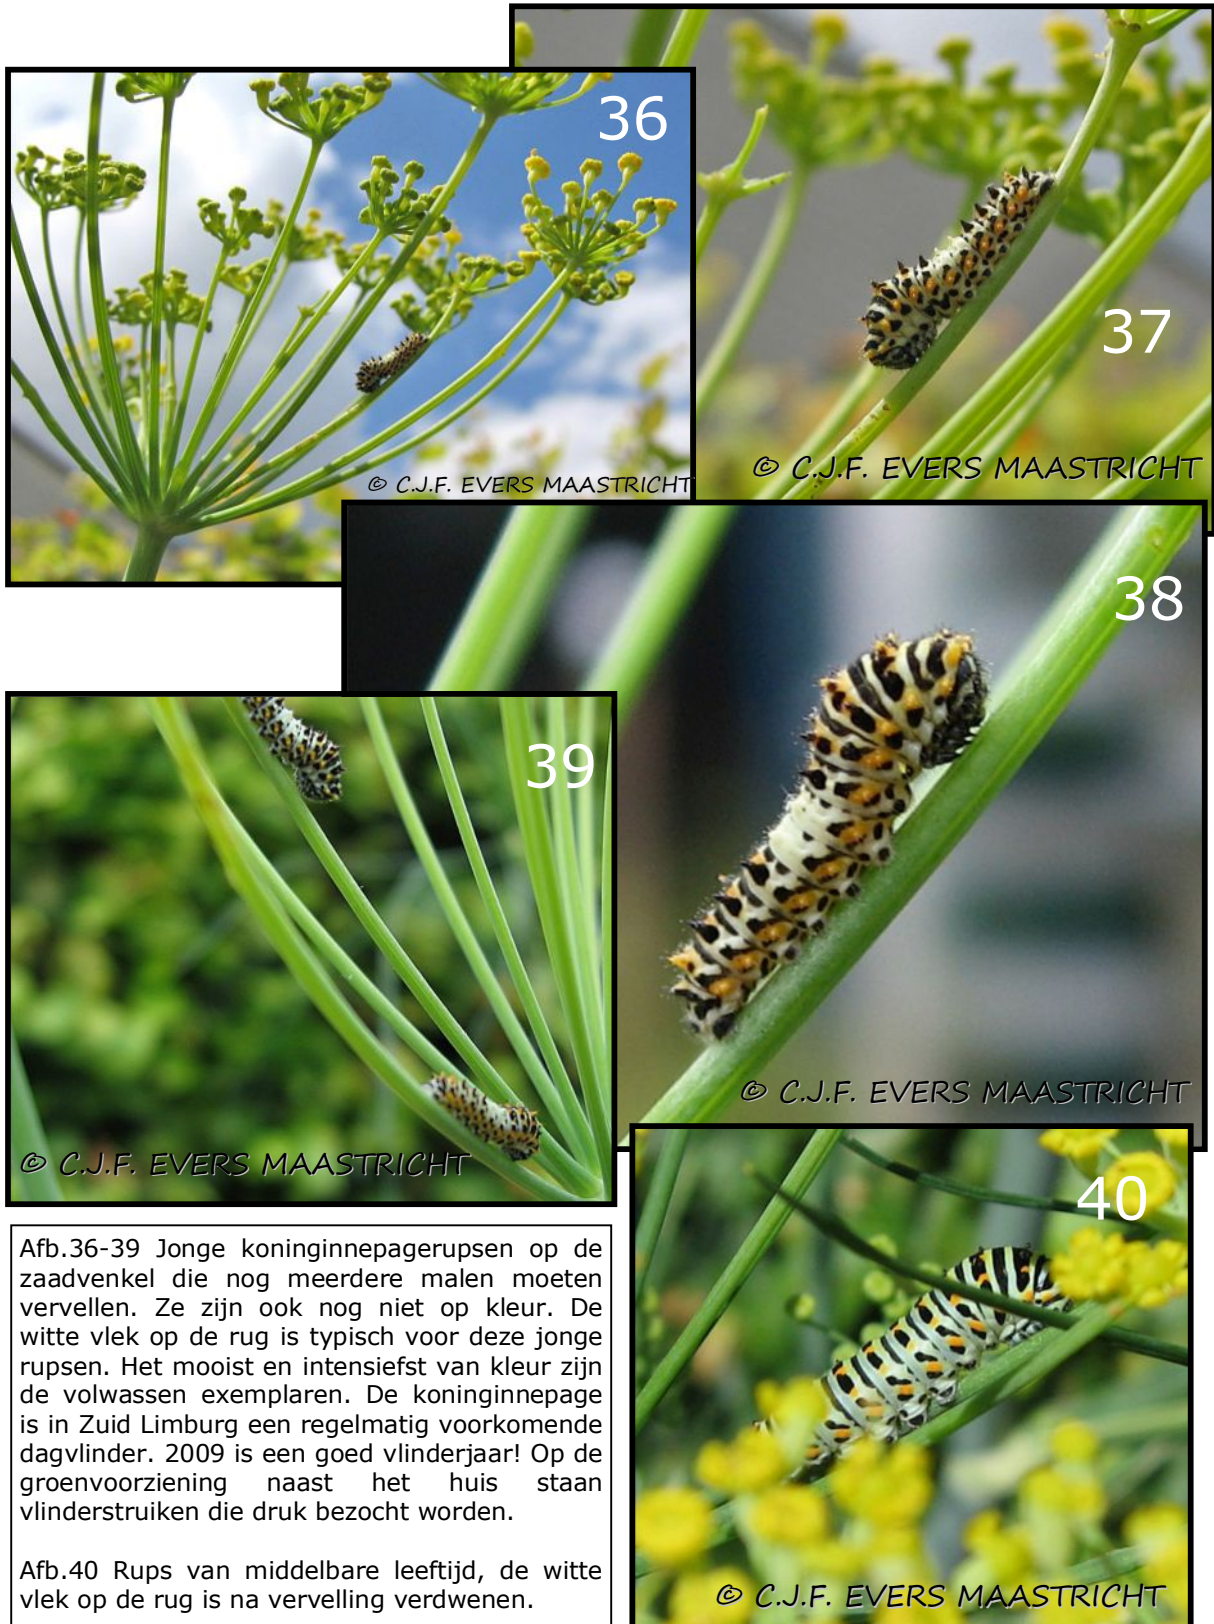 36
37
© C.J.F. EVERS MAASTRICHT
© C.J.F. EVERS MAASTRICHT
38
39
© C.J.F. EVERS MAASTRICHT
© C.J.F. EVERS MAASTRICHT
40
Afb.36-39 Jonge koninginnepagerupsen op de
zaadvenkel die nog meerdere malen moeten
vervellen. Ze zijn ook nog niet op kleur. De
witte vlek op de rug is typisch voor deze jonge
rupsen. Het mooist en intensiefst van kleur zijn
de volwassen exemplaren. De koninginnepage
is in Zuid Limburg een regelmatig voorkomende
dagvlinder. 2009 is een goed vlinderjaar! Op de
groenvoorziening naast het huis staan
vlinderstruiken die druk bezocht worden.
Afb.40 Rups van middelbare leeftijd, de witte
vlek op de rug is na vervelling verdwenen.
© C.J.F. EVERS MAASTRICHT